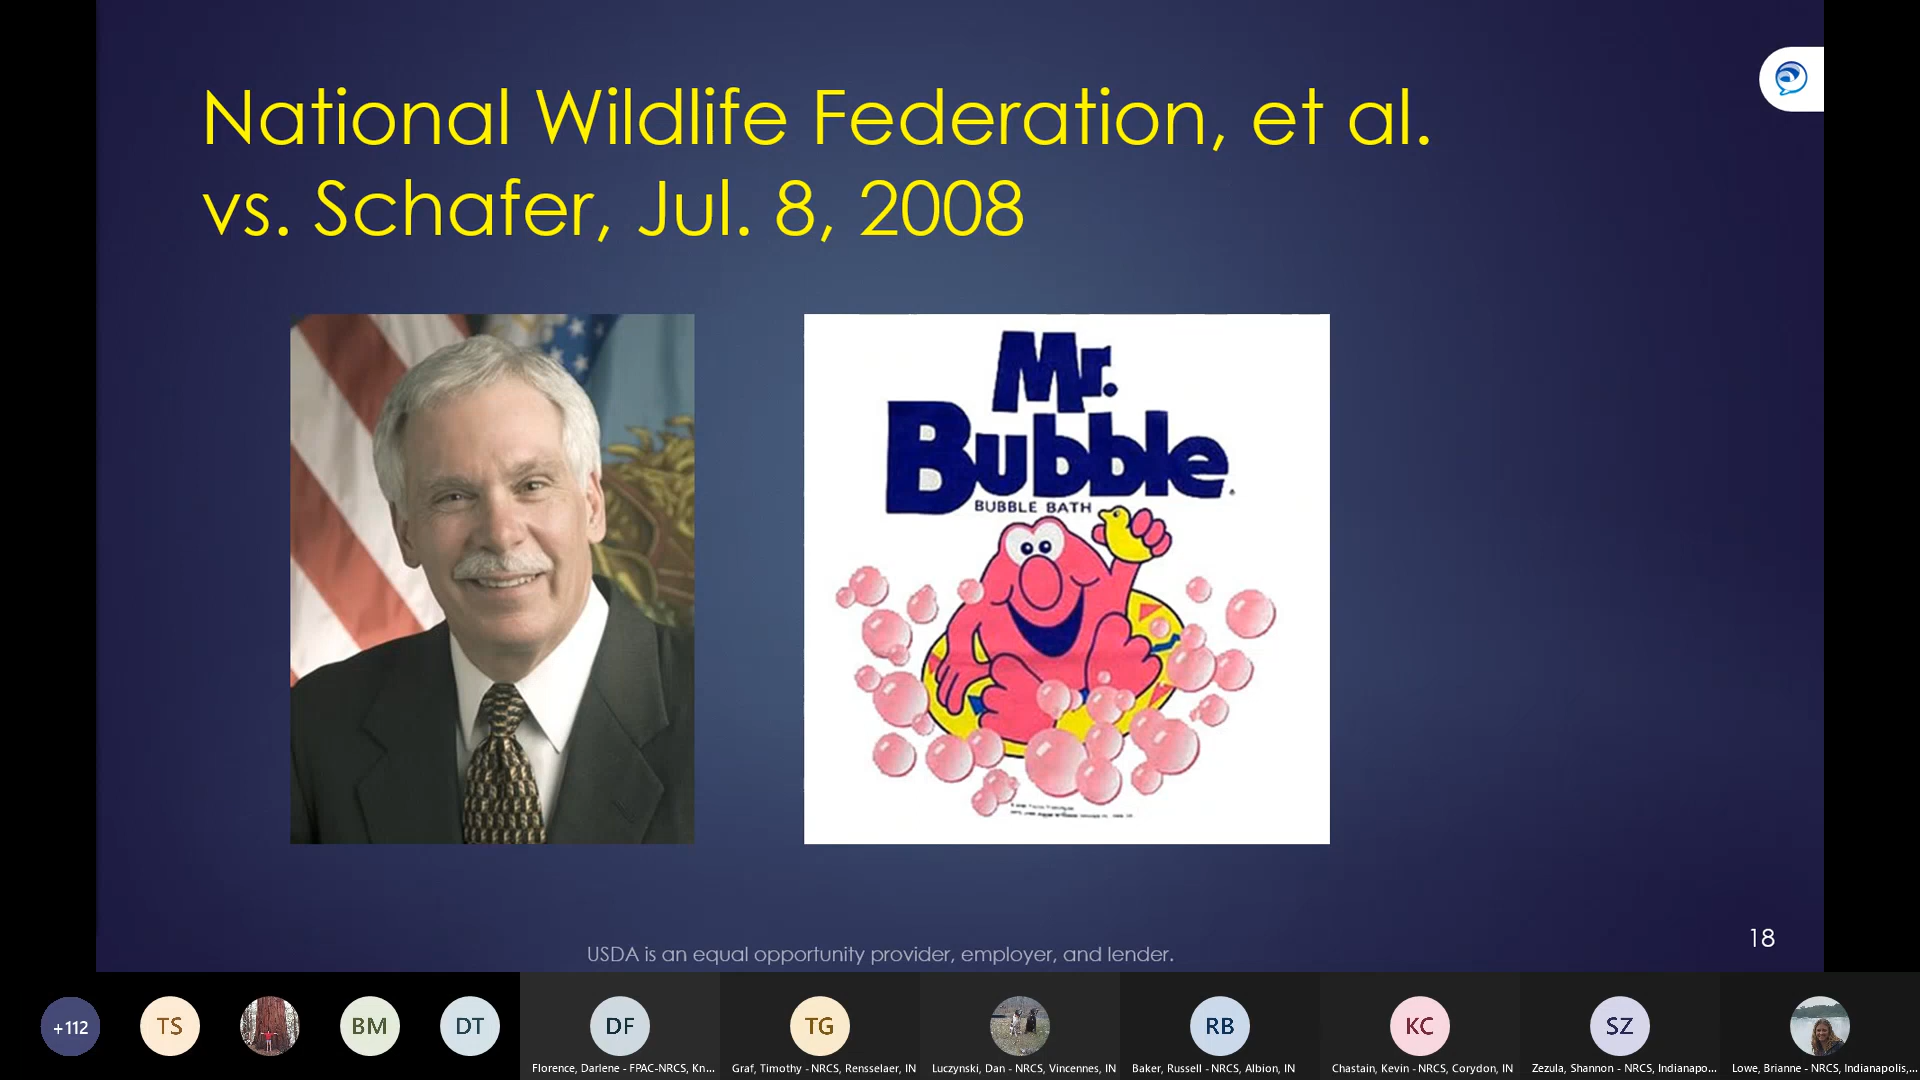 National Wildlife Federation, et al.
vs. Schafer, Jul. 8, 2008
Mr.
Bubble
BUBBLE BATH
18
USDA is an equal opportunity provider, employer, and lender.
+112
TS
BM
DT
DF
TG
RB
KC
SZ
Florence, Darlene - FPAC-NRCS, Kn...
Graf, Timothy - NRCS, Rensselaer, IN
Luczynski, Dan - NRCS, Vincennes, IN
Baker, Russell - NRCS, Albion, IN
Chastain, Kevin - NRCS, Corydon, IN
Zezula, Shannon - NRCS, Indianapo...
Lowe, Brianne - NRCS, Indianapolis,...